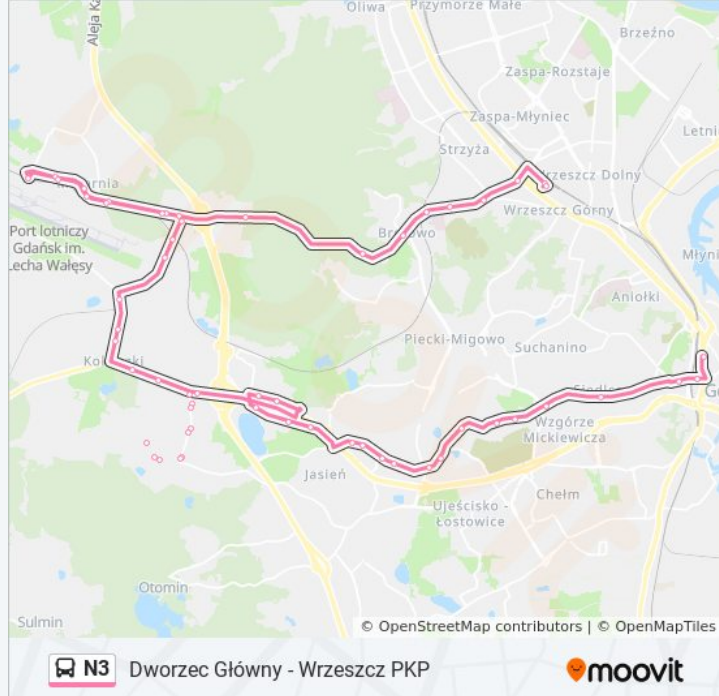 Oliwa
Przymorze Małe
Aleja Ka
Brzeźno
Zaspa-Rozstaje
Zaspa-Młyniec
Letni
Strzyża
Wrzeszcz Dolny
Wrzeszcz Górny
Port lotniczy
Gdańsk im.
Lecha Wałęsy
Młyni
Aniołki
Piecki-Migowo
Suchanino
Wzgórze
Mickiewicza
Jasień
Chełm
Ujeścisko -
Łostowice
Otomin
Sulmin
© OpenStreetMap contributors | © OpenMapTiles
N3 Dworzec Główny - Wrzeszcz PKP
moovit